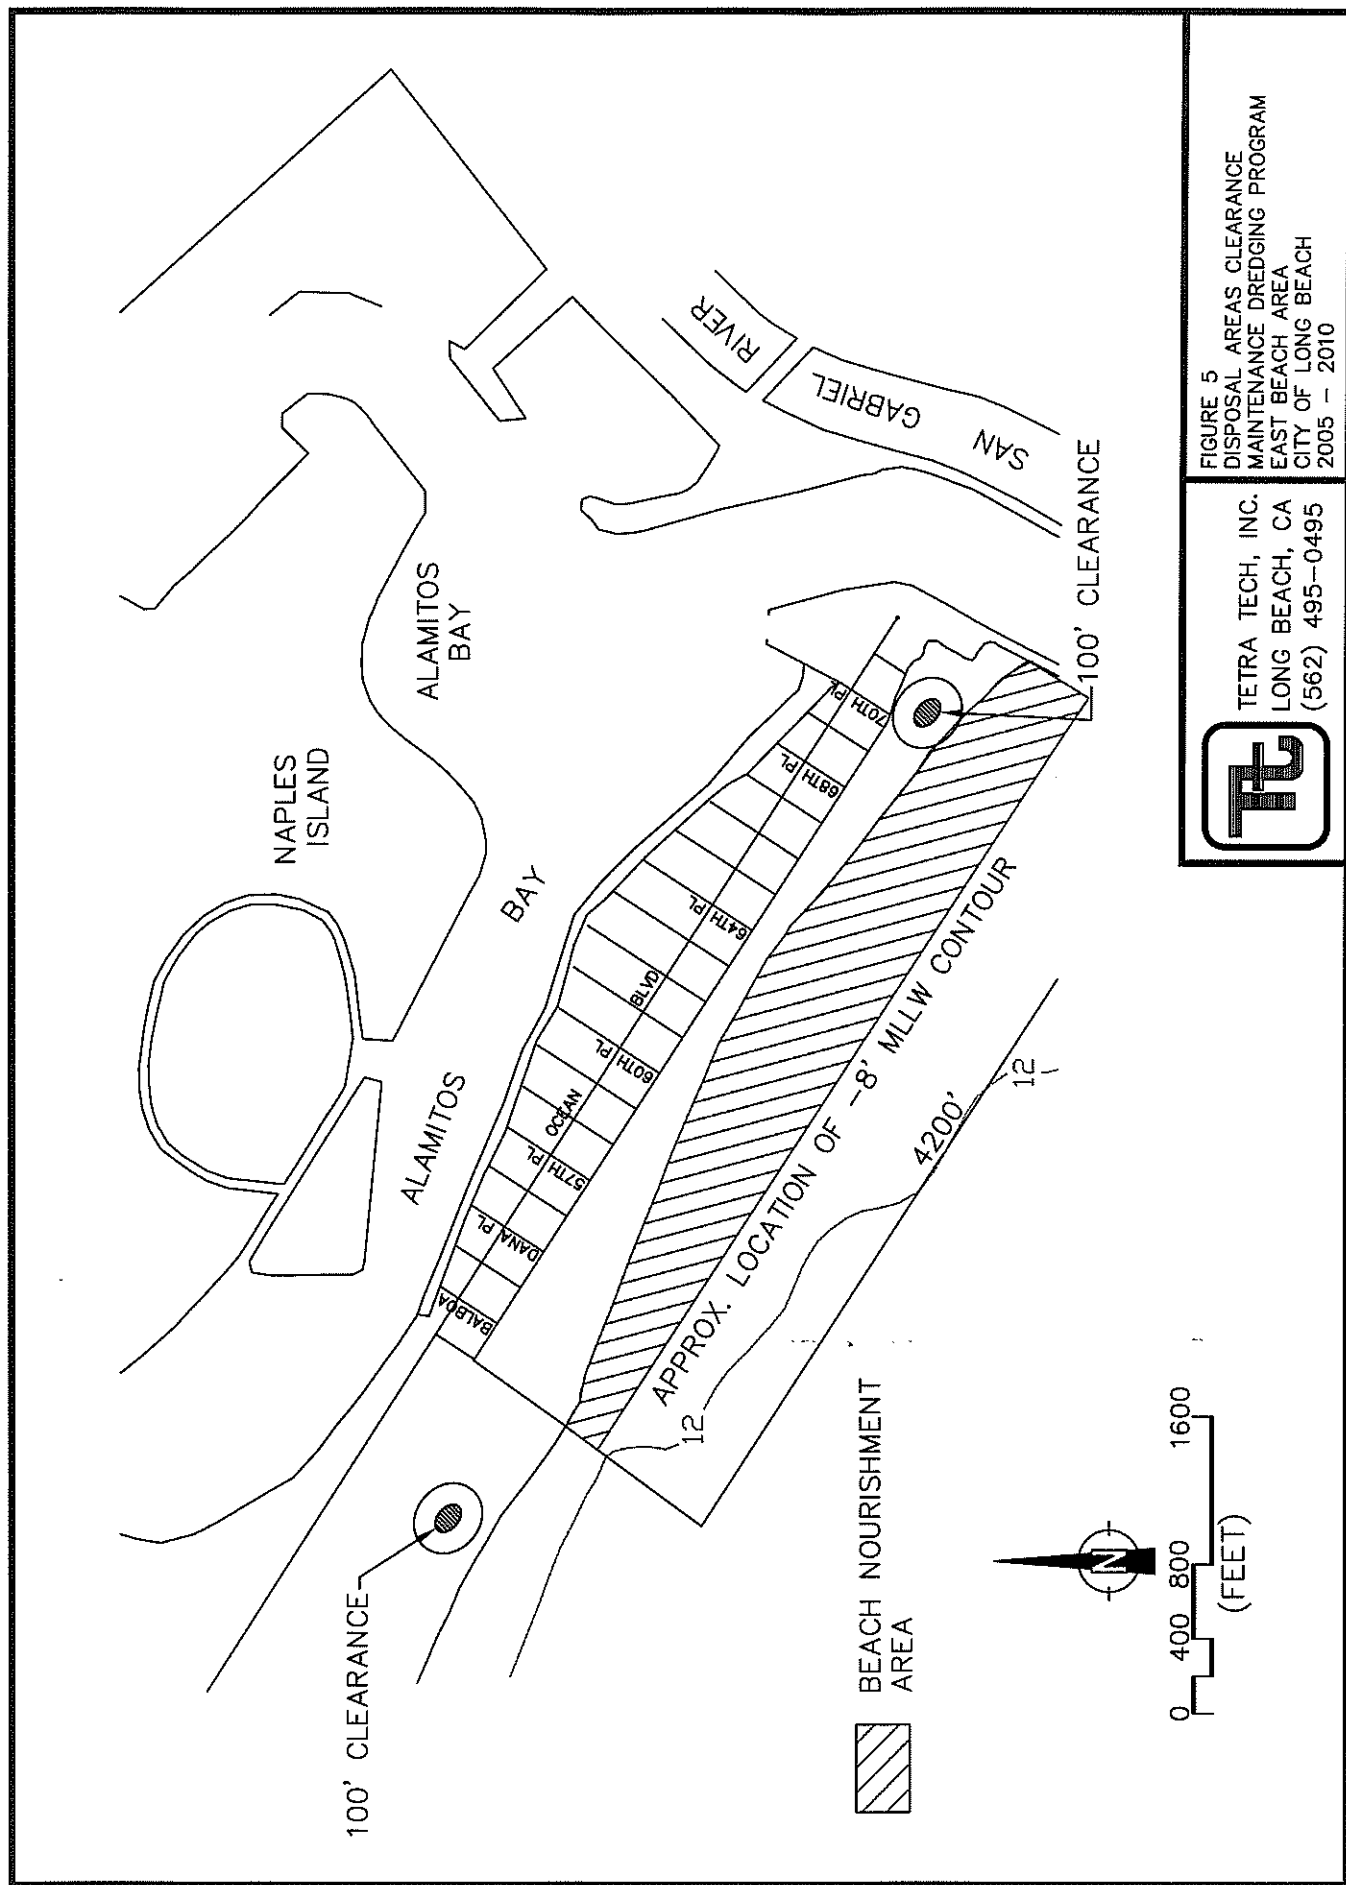 100' CLEARANCE
NAPLES
ISLAND
ALAMITOS
BAY
ALAMITOS
BAY
RIVER
GABRIEL
SAN
100' CLEARANCE
BALBOA
DANA PL
57TH PL
OCEAN
60TH PL
BLVD
64TH PL
68TH PL
70TH PL
APPROX. LOCATION OF -8' MLLW CONTOUR
12
4200'
12
BEACH NOURISHMENT
AREA
N
0 400 800 1600
(FEET)
Tt
TETRA TECH, INC.
LONG BEACH, CA
(562) 495-0495
FIGURE 5
DISPOSAL AREAS CLEARANCE
MAINTENANCE DREDGING PROGRAM
EAST BEACH AREA
CITY OF LONG BEACH
2005 - 2010